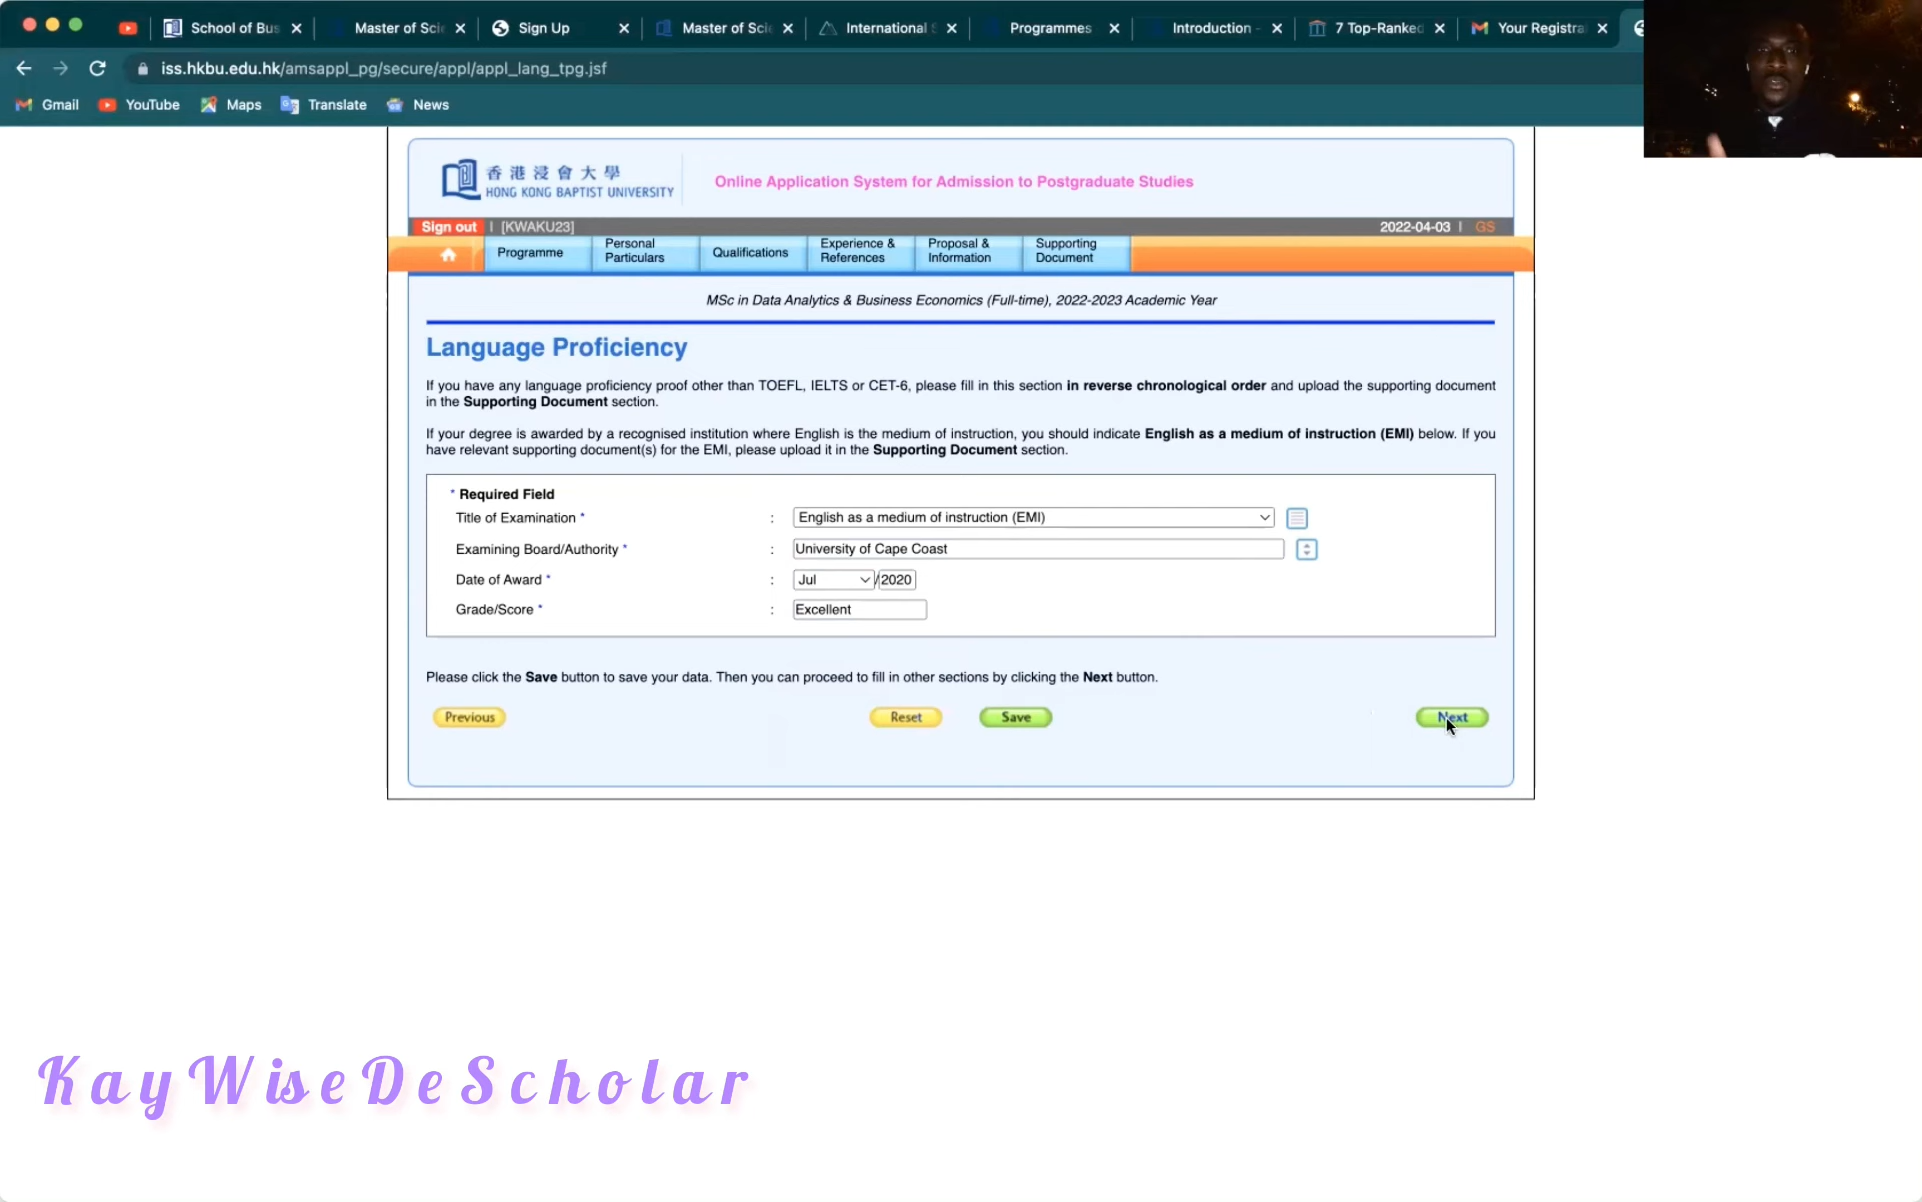 School of Bus
Master of Scie
Sign Up
Master of Scie
International S
Programmes
Introduction -
7 Top-Ranked
Your Registra
iss.hkbu.edu.hk/amsappl_pg/secure/appl/appl_lang_tpg.jsf
Gmail YouTube Maps Translate News
香港浸會大學
HONG KONG BAPTIST UNIVERSITY
Online Application System for Admission to Postgraduate Studies
Sign out | [KWAKU23] 2022-04-03 | GS
Programme
Personal Particulars
Qualifications
Experience & References
Proposal & Information
Supporting Document
MSc in Data Analytics & Business Economics (Full-time), 2022-2023 Academic Year
Language Proficiency
If you have any language proficiency proof other than TOEFL, IELTS or CET-6, please fill in this section in reverse chronological order and upload the supporting document
in the Supporting Document section.
If your degree is awarded by a recognised institution where English is the medium of instruction, you should indicate English as a medium of instruction (EMI) below. If you
have relevant supporting document(s) for the EMI, please upload it in the Supporting Document section.
* Required Field
Title of Examination * : English as a medium of instruction (EMI)
Examining Board/Authority * : University of Cape Coast
Date of Award * : Jul / 2020
Grade/Score * : Excellent
Please click the Save button to save your data. Then you can proceed to fill in other sections by clicking the Next button.
Previous Reset Save Next
KayWiseDeScholar